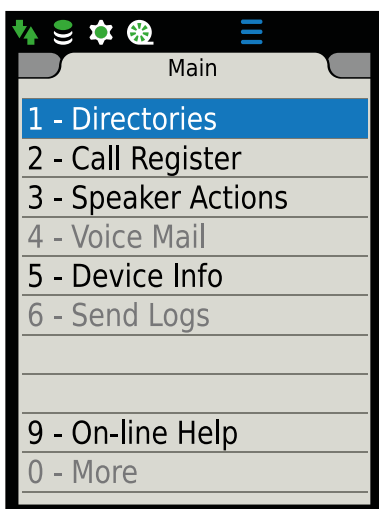 Main
1 - Directories
2 - Call Register
3 - Speaker Actions
4 - Voice Mail
5 - Device Info
6 - Send Logs
9 - On-line Help
0 - More